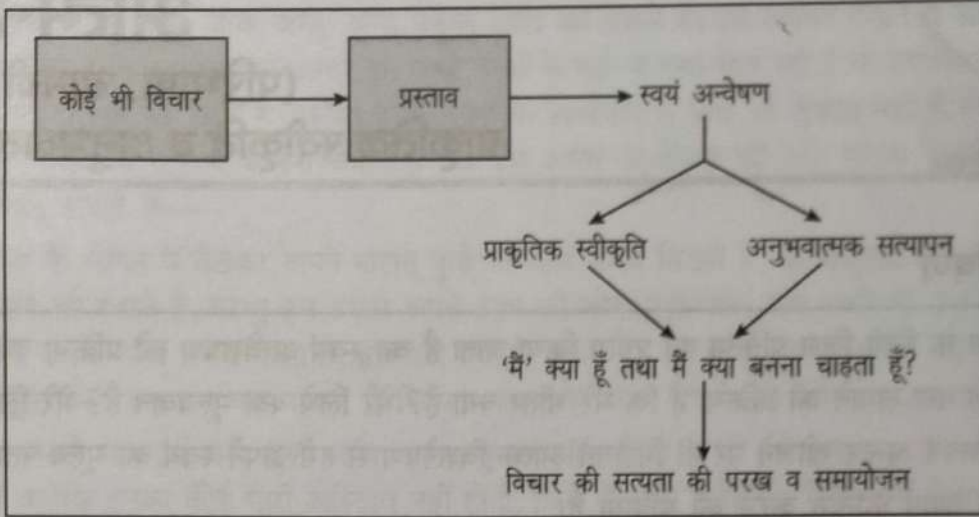 कोई भी विचार
प्रस्ताव
स्वयं अन्वेषण
प्राकृतिक स्वीकृति
अनुभवात्मक सत्यापन
'मैं' क्या हूँ तथा मैं क्या बनना चाहता हूँ?
विचार की सत्यता की परख व समायोजन